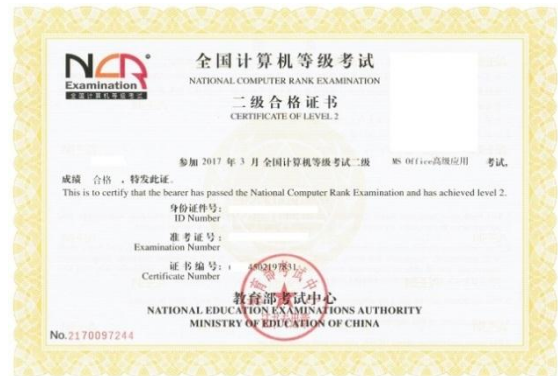 NCR
Examination
全国计算机等级考试
全国计算机等级考试
NATIONAL COMPUTER RANK EXAMINATION
二级合格证书
CERTIFICATE OF LEVEL 2
参加 2017 年 3 月全国计算机等级考试二级 MS Office高级应用 考试,
成绩 合格 ,特发此证.
This is to certify that the bearer has passed the National Computer Rank Examination and has achieved level 2.
身份证件号:
ID Number
准考证号:
Examination Number
证书编号:
Certificate Number
教育部考试中心
NATIONAL EDUCATION EXAMINATIONS AUTHORITY
MINISTRY OF EDUCATION OF CHINA
No.2170097244